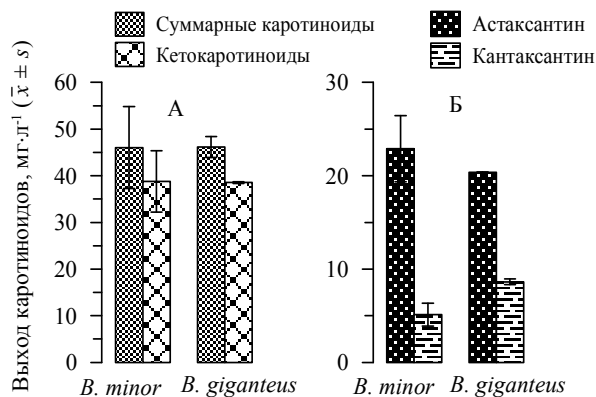 Суммарные каротиноиды
Кетокаротиноиды
Астаксантин
Кантаксантин
Выход каротиноидов, мг·л⁻¹ (x̄ ± s)
А
60
50
40
30
20
10
0
B. minor B. giganteus
Б
30
20
10
0
B. minor B. giganteus